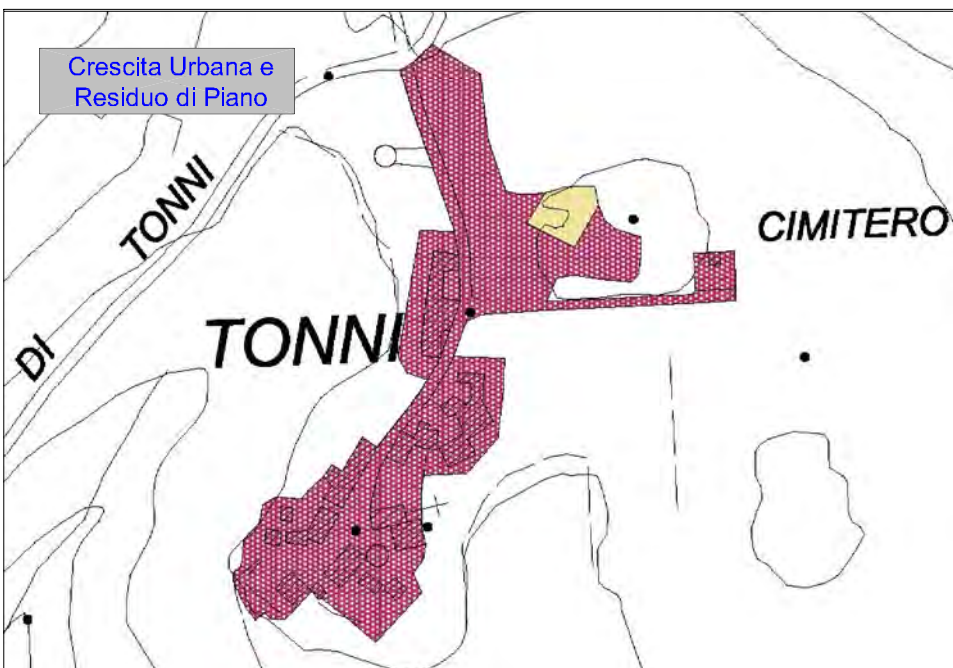 Crescita Urbana e
Residuo di Piano
DI TONNI
CIMITERO
TONNI